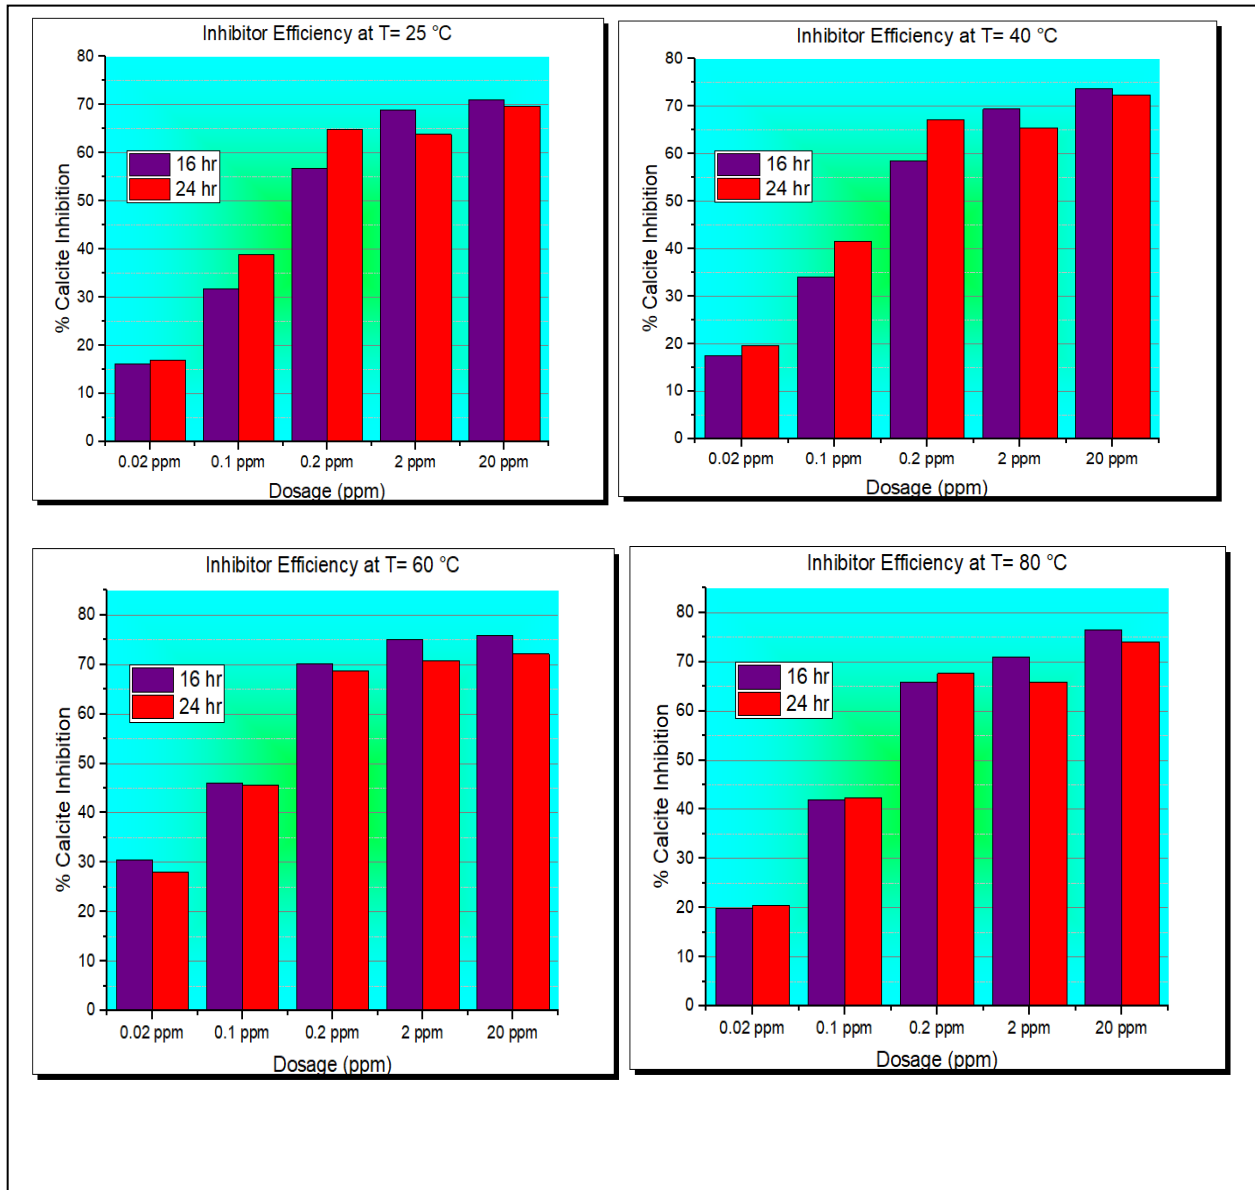 Inhibitor Efficiency at T= 25 °C
80
70
60
50
40
30
20
10
0
% Calcite Inhibition
16 hr
24 hr
0.02 ppm 0.1 ppm 0.2 ppm 2 ppm 20 ppm
Dosage (ppm)
Inhibitor Efficiency at T= 40 °C
80
70
60
50
40
30
20
10
0
% Calcite Inhibition
16 hr
24 hr
0.02 ppm 0.1 ppm 0.2 ppm 2 ppm 20 ppm
Dosage (ppm)
Inhibitor Efficiency at T= 60 °C
80
70
60
50
40
30
20
10
0
% Calcite Inhibition
16 hr
24 hr
0.02 ppm 0.1 ppm 0.2 ppm 2 ppm 20 ppm
Dosage (ppm)
Inhibitor Efficiency at T= 80 °C
80
70
60
50
40
30
20
10
0
% Calcite Inhibition
16 hr
24 hr
0.02 ppm 0.1 ppm 0.2 ppm 2 ppm 20 ppm
Dosage (ppm)